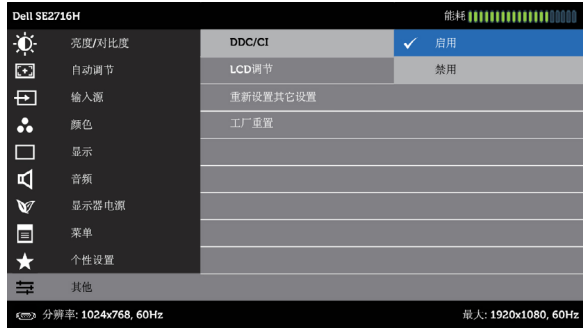 Dell SE2716H 能耗
亮度/对比度 DDC/CI ✓ 启用
自动调节 LCD调节 禁用
输入源 重新设置其它设置
颜色 工厂重置
显示
音频
显示器电源
菜单
个性设置
其他
分辨率: 1024x768, 60Hz 最大: 1920x1080, 60Hz